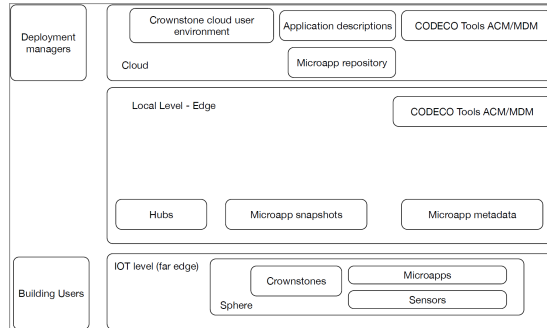 Deployment
managers
Crownstone cloud user
environment
Application descriptions
CODECO Tools ACM/MDM
Cloud
Microapp repository
Local Level - Edge
CODECO Tools ACM/MDM
Hubs
Microapp snapshots
Microapp metadata
Building Users
IOT level (far edge)
Crownstones
Microapps
Sensors
Sphere